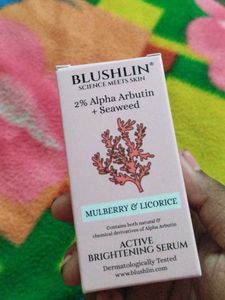 BLUSHLIN®
SCIENCE MEETS SKIN
2% Alpha Arbutin
+ Seaweed
MULBERRY & LICORICE
Contains both natural &
chemical derivatives of Alpha Arbutin
ACTIVE
BRIGHTENING SERUM
Dermatologically Tested
www.blushlin.com